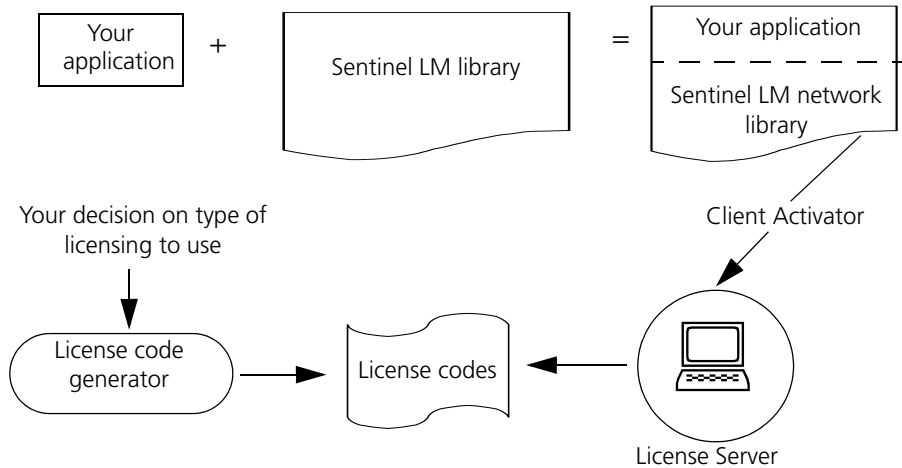 Your
application
+
Sentinel LM library
=
Your application
Sentinel LM network
library
Your decision on type of
licensing to use
Client Activator
License code
generator
License codes
License Server